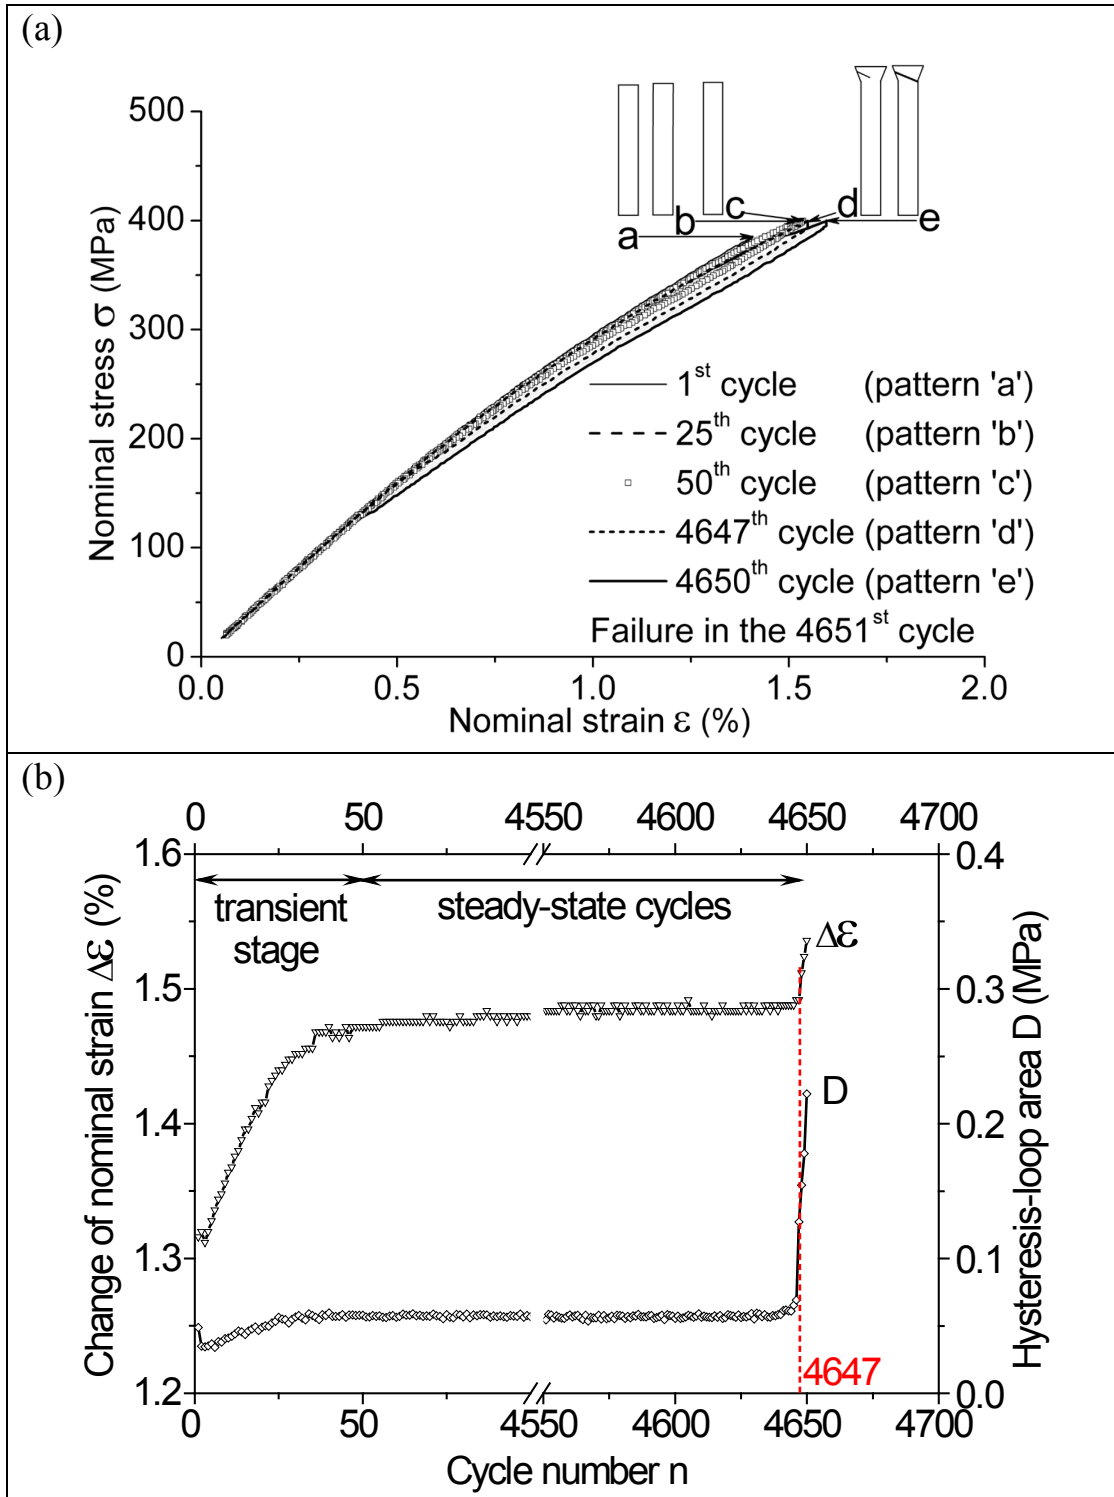 (a)
500
400
300
200
100
0
Nominal stress σ (MPa)
a
b
c
d
e
1st cycle (pattern 'a')
25th cycle (pattern 'b')
50th cycle (pattern 'c')
4647th cycle (pattern 'd')
4650th cycle (pattern 'e')
Failure in the 4651st cycle
0.0 0.5 1.0 1.5 2.0
Nominal strain ε (%)
(b)
0 50 4550 4600 4650 4700
1.6
1.5
1.4
1.3
1.2
Change of nominal strain Δε (%)
transient
stage
steady-state cycles
Δε
D
4647
0.4
0.3
0.2
0.1
0.0
Hysteresis-loop area D (MPa)
0 50 4550 4600 4650 4700
Cycle number n